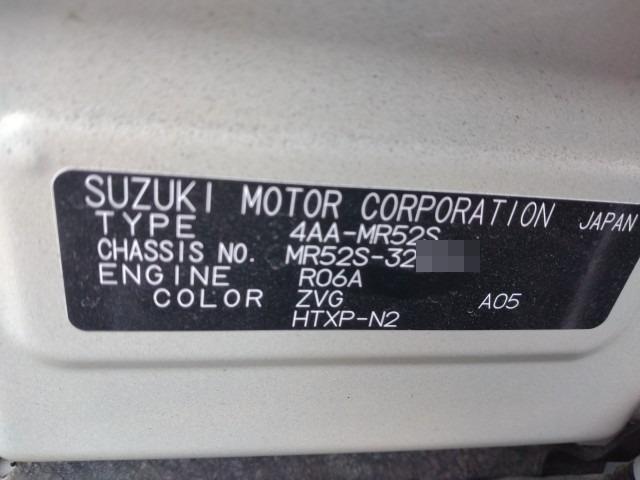 SUZUKI MOTOR CORPORATION JAPAN
TYPE 4AA-MR52S
CHASSIS NO. MR52S-32
ENGINE R06A
COLOR ZVG A05
HTXP-N2